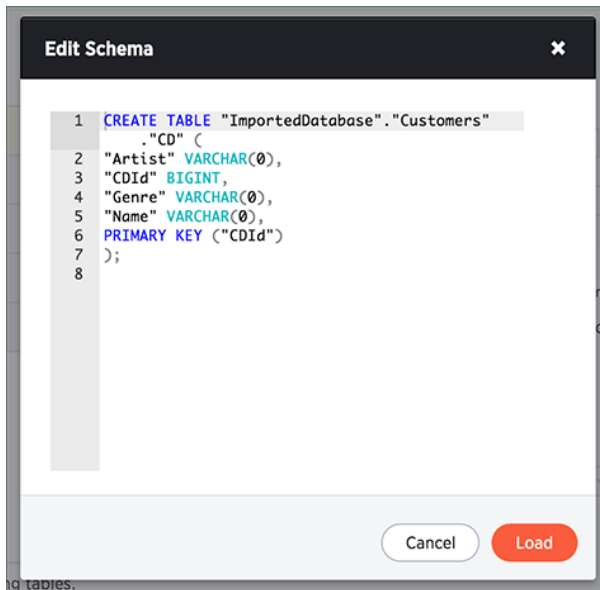 Edit Schema
1 CREATE TABLE "ImportedDatabase"."Customers"
."CD" (
2 "Artist" VARCHAR(0),
3 "CDId" BIGINT,
4 "Genre" VARCHAR(0),
5 "Name" VARCHAR(0),
6 PRIMARY KEY ("CDId")
7 );
8
Cancel Load
tables.